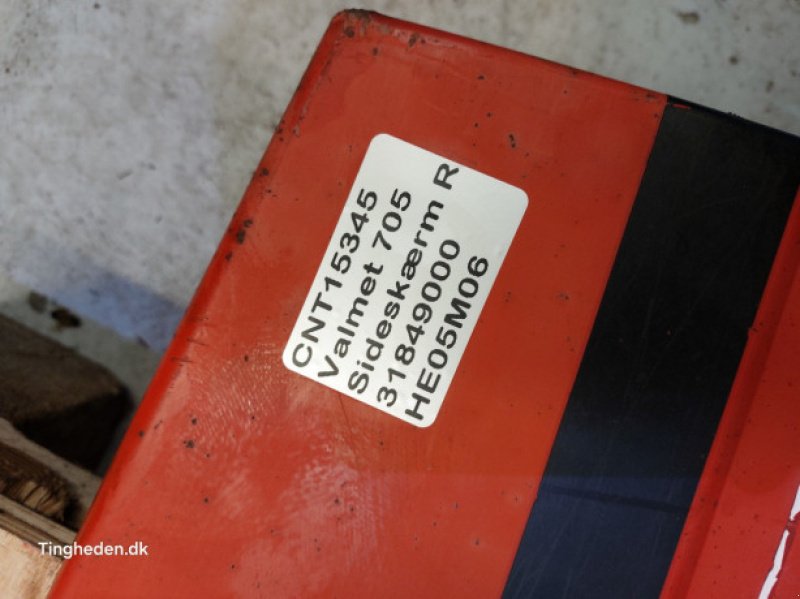 CNT15345
Valmet 705
Sideskærm R
31849000
HE05M06
Tingheden.dk